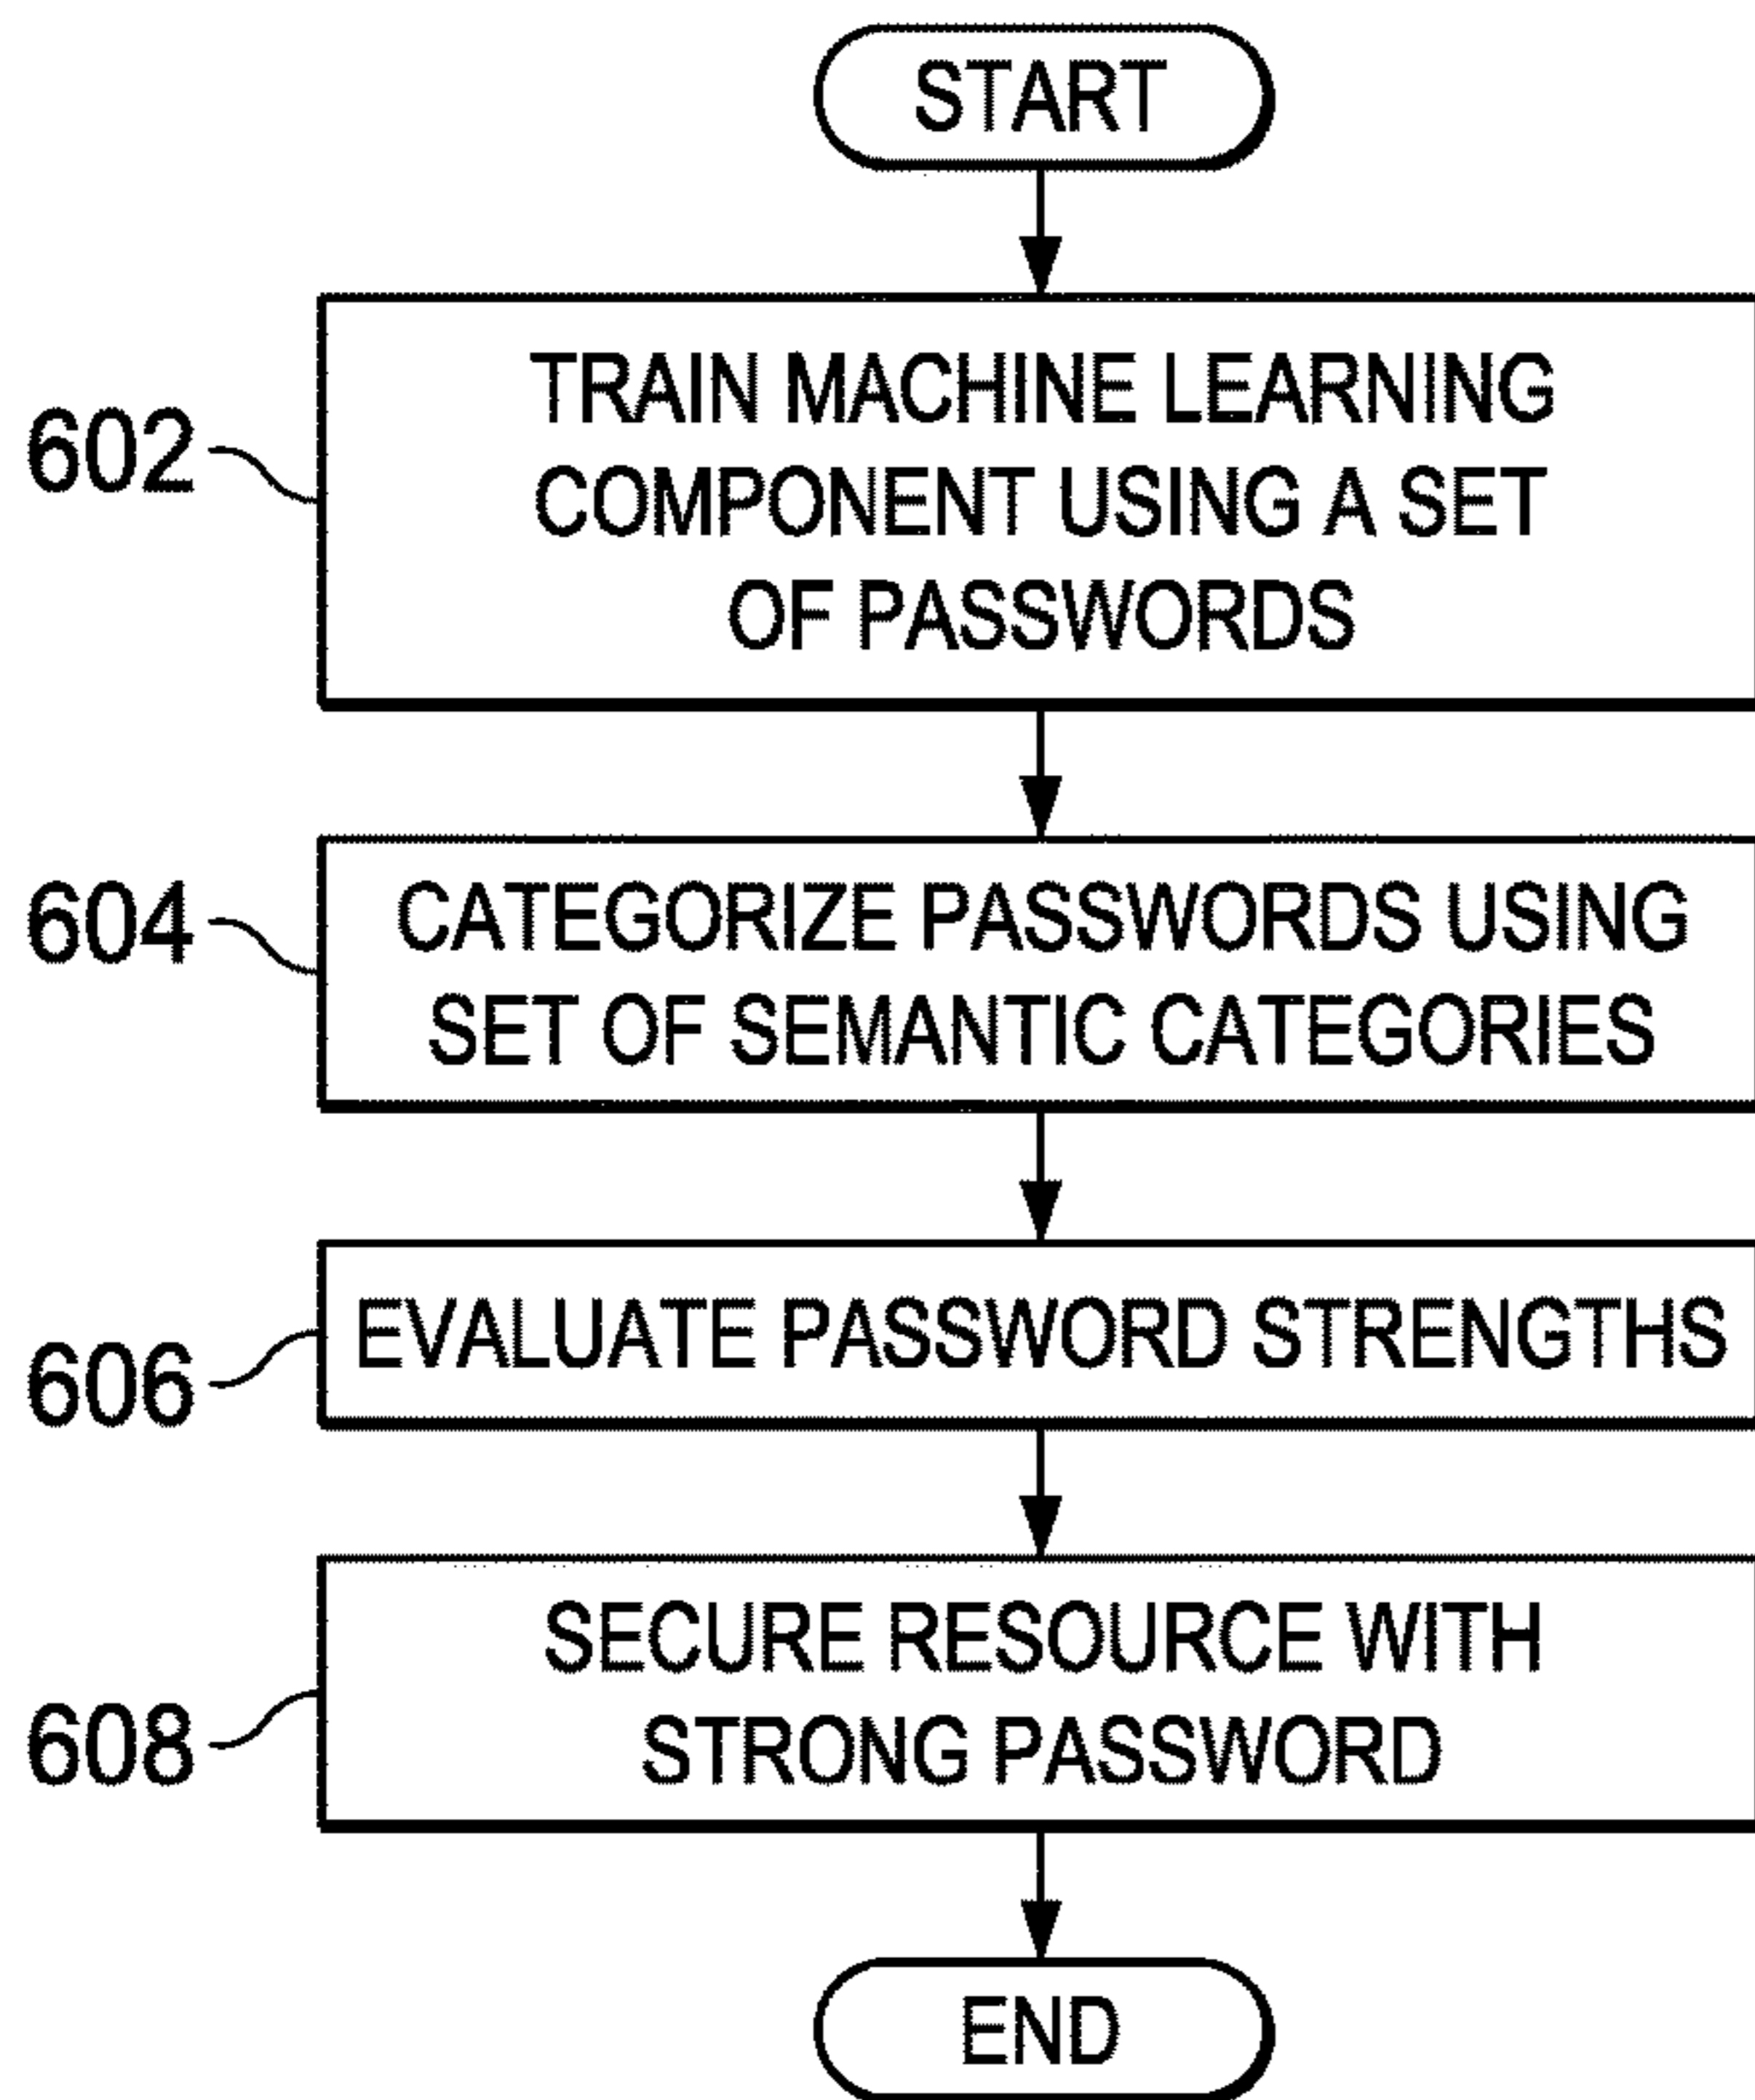 START
602
TRAIN MACHINE LEARNING
COMPONENT USING A SET
OF PASSWORDS
604
CATEGORIZE PASSWORDS USING
SET OF SEMANTIC CATEGORIES
606
EVALUATE PASSWORD STRENGTHS
608
SECURE RESOURCE WITH
STRONG PASSWORD
END